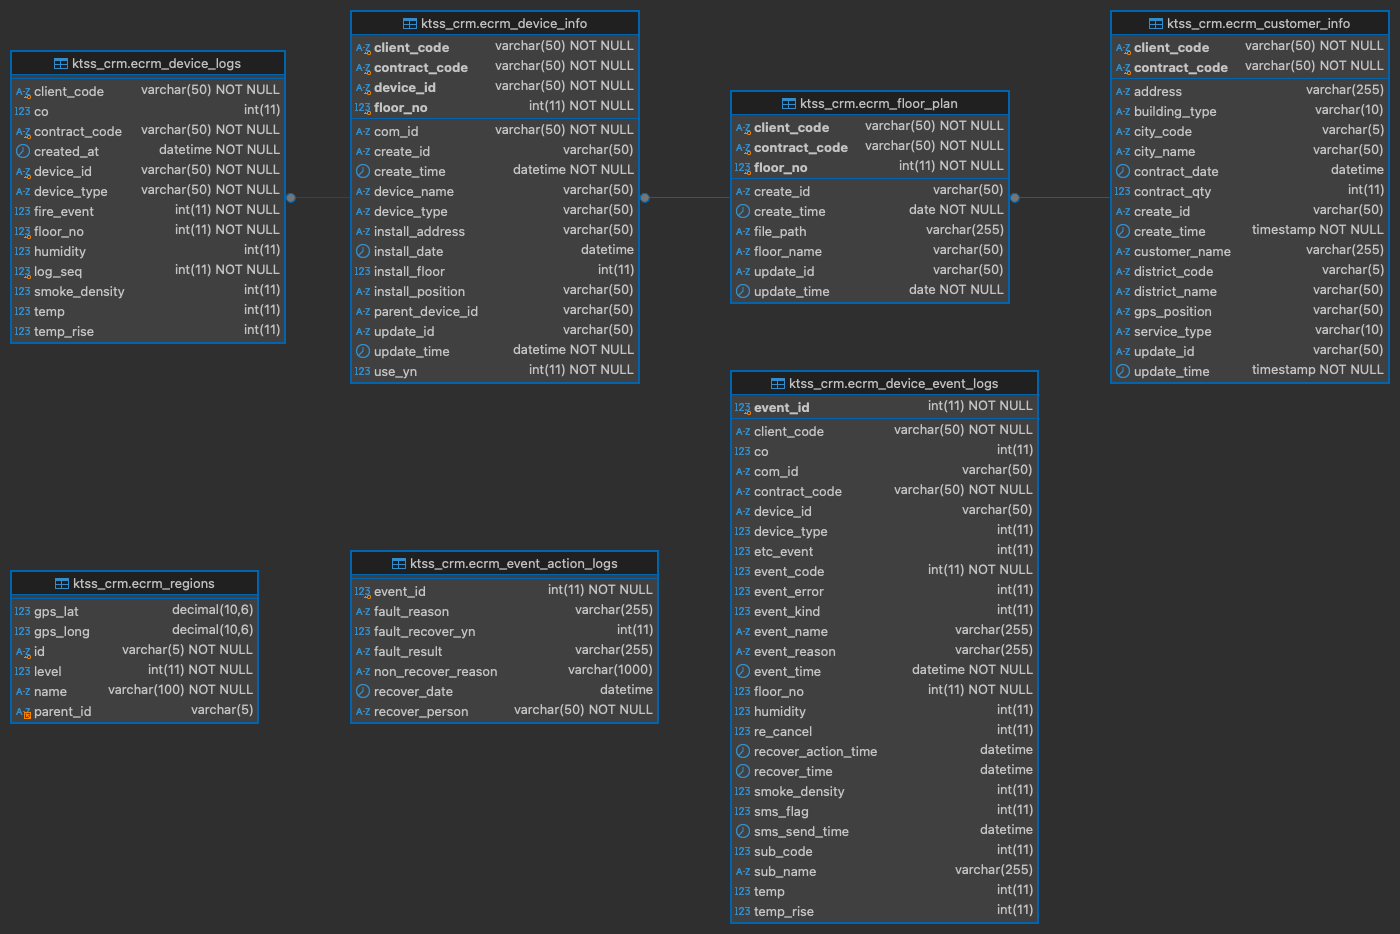 ktss_crm.ecrm_device_logs
client_code varchar(50) NOT NULL
co int(11)
contract_code varchar(50) NOT NULL
created_at datetime NOT NULL
device_id varchar(50) NOT NULL
device_type varchar(50) NOT NULL
fire_event int(11) NOT NULL
floor_no int(11) NOT NULL
humidity int(11)
log_seq int(11) NOT NULL
smoke_density int(11)
temp int(11)
temp_rise int(11)
ktss_crm.ecrm_device_info
client_code varchar(50) NOT NULL
contract_code varchar(50) NOT NULL
device_id varchar(50) NOT NULL
floor_no int(11) NOT NULL
com_id varchar(50) NOT NULL
create_id varchar(50)
create_time datetime NOT NULL
device_name varchar(50)
device_type varchar(50)
install_address varchar(50)
install_date datetime
install_floor int(11)
install_position varchar(50)
parent_device_id varchar(50)
update_id varchar(50)
update_time datetime NOT NULL
use_yn int(11) NOT NULL
ktss_crm.ecrm_floor_plan
client_code varchar(50) NOT NULL
contract_code varchar(50) NOT NULL
floor_no int(11) NOT NULL
create_id varchar(50)
create_time date NOT NULL
file_path varchar(255)
floor_name varchar(50)
update_id varchar(50)
update_time date NOT NULL
ktss_crm.ecrm_customer_info
client_code varchar(50) NOT NULL
contract_code varchar(50) NOT NULL
address varchar(255)
building_type varchar(10)
city_code varchar(5)
city_name varchar(50)
contract_date datetime
contract_qty int(11)
create_id varchar(50)
create_time timestamp NOT NULL
customer_name varchar(255)
district_code varchar(5)
district_name varchar(50)
gps_position varchar(50)
service_type varchar(10)
update_id varchar(50)
update_time timestamp NOT NULL
ktss_crm.ecrm_device_event_logs
event_id int(11) NOT NULL
client_code varchar(50) NOT NULL
co int(11)
com_id varchar(50)
contract_code varchar(50) NOT NULL
device_id varchar(50)
device_type int(11)
etc_event int(11)
event_code int(11) NOT NULL
event_error int(11)
event_kind int(11)
event_name varchar(255)
event_reason varchar(255)
event_time datetime NOT NULL
floor_no int(11) NOT NULL
humidity int(11)
re_cancel int(11)
recover_action_time datetime
recover_time datetime
smoke_density int(11)
sms_flag int(11)
sms_send_time datetime
sub_code int(11)
sub_name varchar(255)
temp int(11)
temp_rise int(11)
ktss_crm.ecrm_regions
gps_lat decimal(10,6)
gps_long decimal(10,6)
id varchar(5) NOT NULL
level int(11) NOT NULL
name varchar(100) NOT NULL
parent_id varchar(5)
ktss_crm.ecrm_event_action_logs
event_id int(11) NOT NULL
fault_reason varchar(255)
fault_recover_yn int(11)
fault_result varchar(255)
non_recover_reason varchar(1000)
recover_date datetime
recover_person varchar(50) NOT NULL